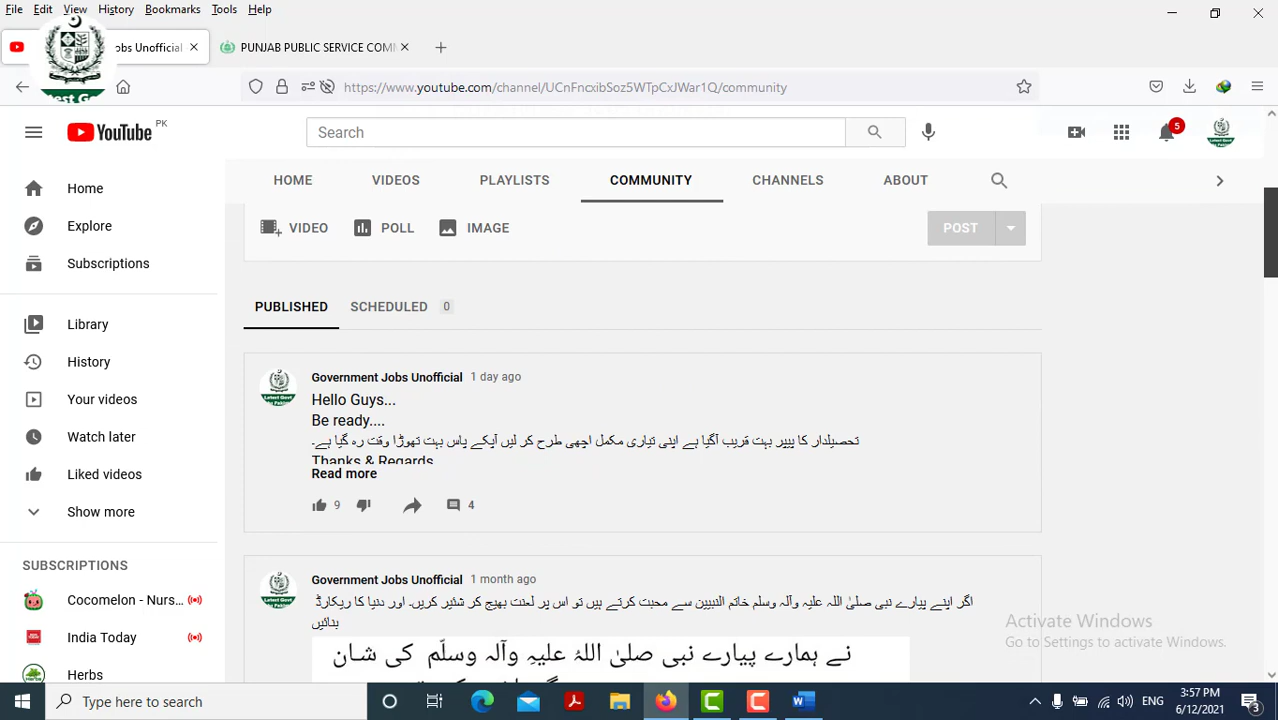 File Edit View History Bookmarks Tools Help
Jobs Unofficial
PUNJAB PUBLIC SERVICE COMM
https://www.youtube.com/channel/UCnFncxibSoz5WTpCxJWar1Q/community
YouTube PK
Search
5
HOME VIDEOS PLAYLISTS COMMUNITY CHANNELS ABOUT
Home
Explore
Subscriptions
Library
History
Your videos
Watch later
Liked videos
Show more
SUBSCRIPTIONS
Cocomelon - Nurs...
India Today
Herbs
VIDEO POLL IMAGE POST
PUBLISHED SCHEDULED 0
Government Jobs Unofficial 1 day ago
Hello Guys...
Be ready....
تحصیلدار کا پیپر بہت قریب آگیا ہے اپنی تیاری مکمل اچھی طرح کر لیں آپکے پاس بہت تھوڑا وقت رہ گیا ہے۔
Thanks & Regards
Read more
9 4
Government Jobs Unofficial 1 month ago
اگر اپنے پیارے نبی صلیٰ اللہ علیہ وآلہ وسلم خاتم النبیین سے محبت کرتے ہیں تو اس پر لعنت بھیج کر شئیر کریں۔ اور دنیا کا ریکارڈ
بدائیں
نے ہمارے پیارے نبی صلیٰ اللہُ علیہِ وآلہ وسلّم کی شان
Activate Windows
Go to Settings to activate Windows.
Type here to search
ENG
3:57 PM
6/12/2021
3